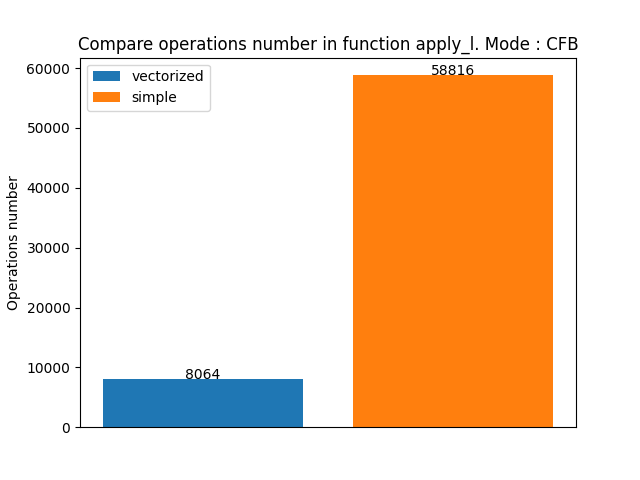 Compare operations number in function apply_l. Mode : CFB
vectorized
simple
58816
8064
Operations number
60000
50000
40000
30000
20000
10000
0